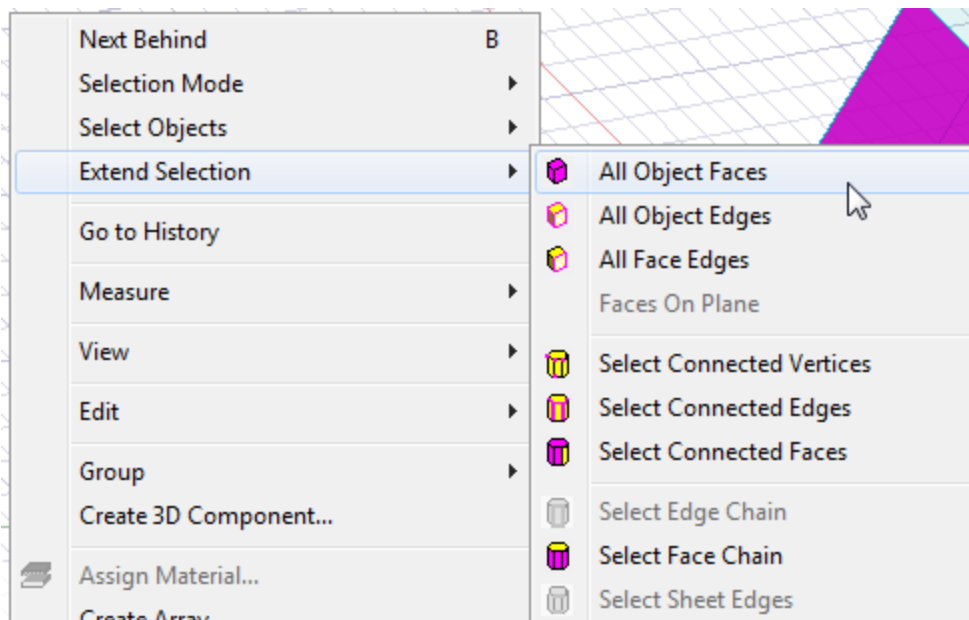 Next Behind B
Selection Mode
Select Objects
Extend Selection
Go to History
Measure
View
Edit
Group
Create 3D Component...
Assign Material...
Create Array
All Object Faces
All Object Edges
All Face Edges
Faces On Plane
Select Connected Vertices
Select Connected Edges
Select Connected Faces
Select Edge Chain
Select Face Chain
Select Sheet Edges